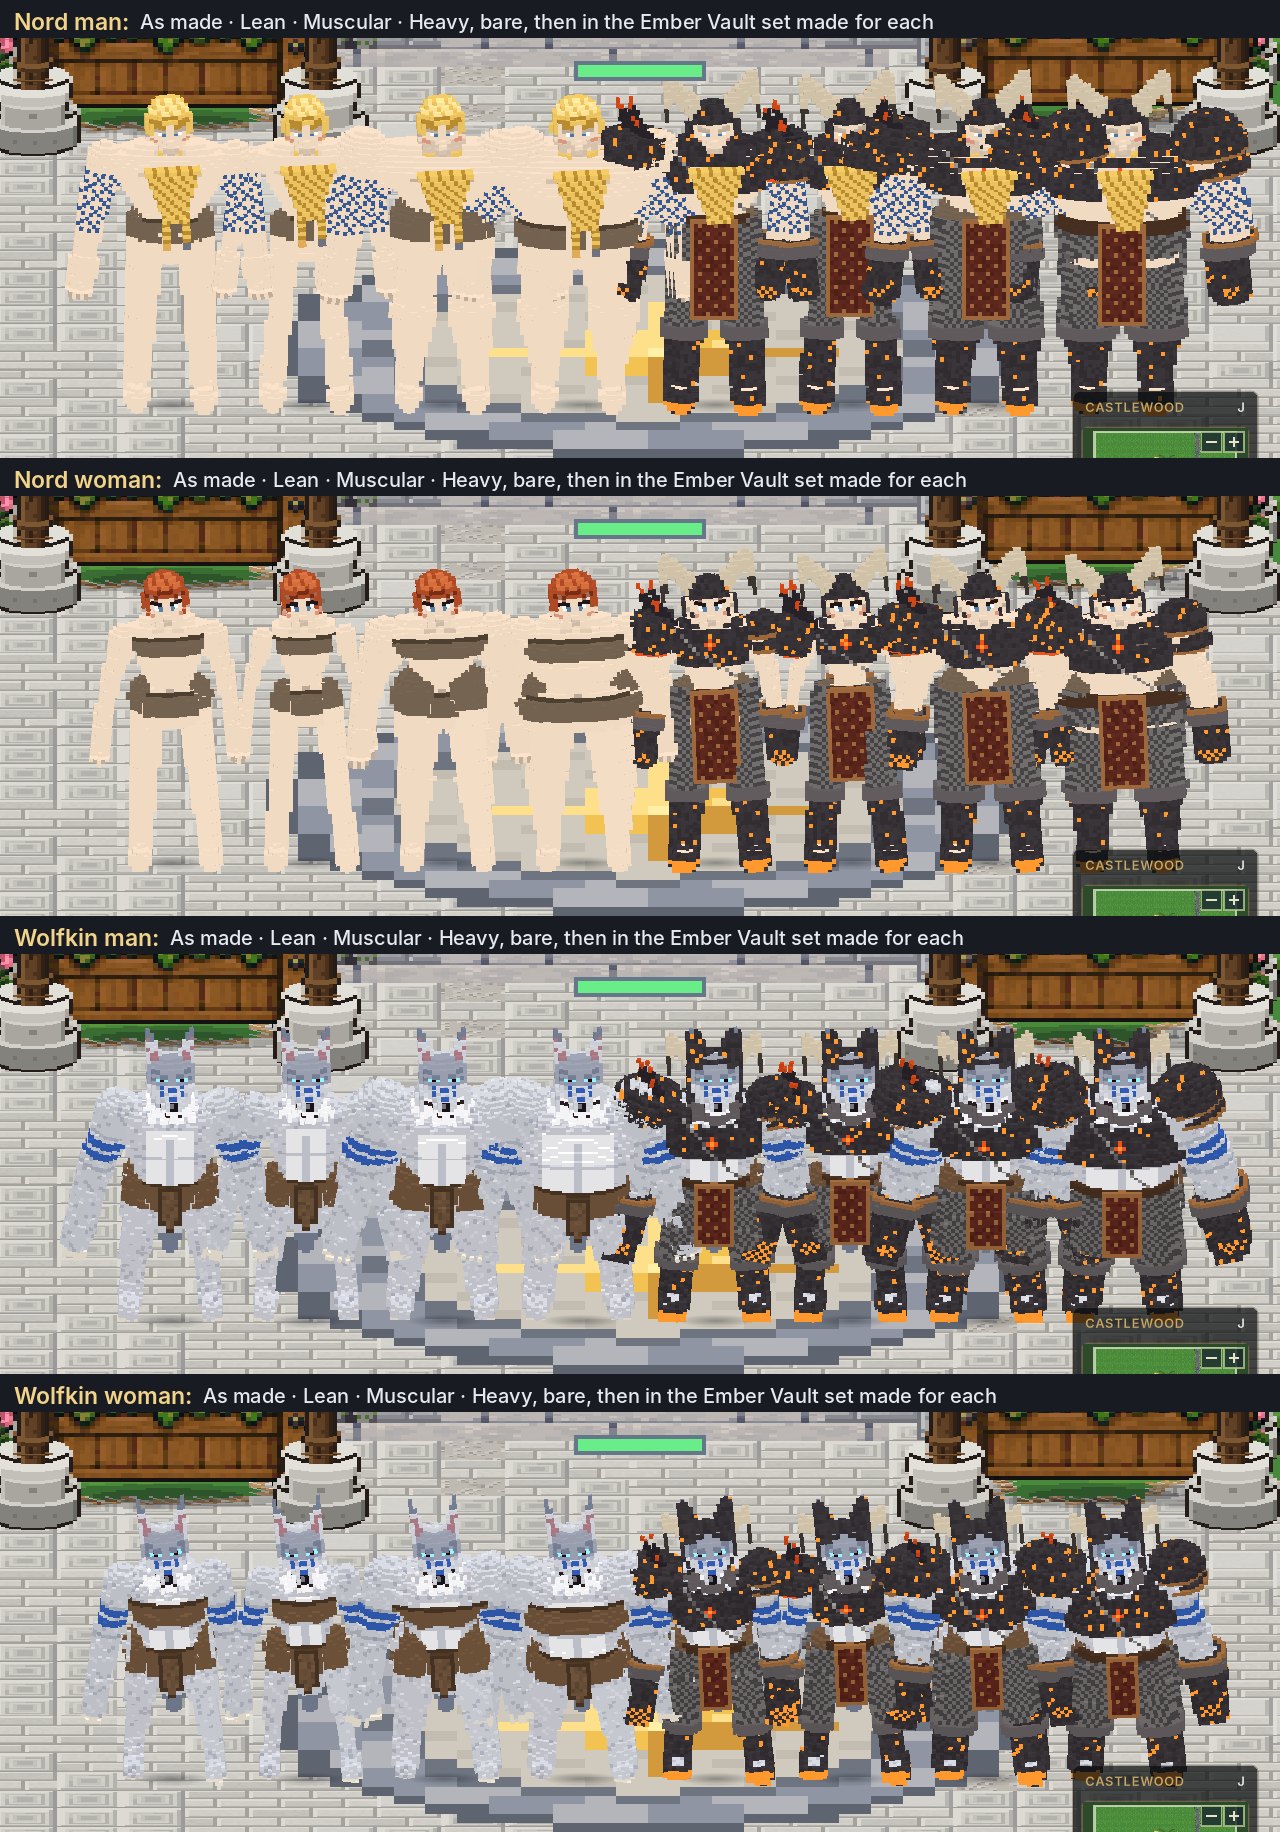 Nord man: As made · Lean · Muscular · Heavy, bare, then in the Ember Vault set made for each
CASTLEWOOD J
− +
Nord woman: As made · Lean · Muscular · Heavy, bare, then in the Ember Vault set made for each
CASTLEWOOD J
− +
Wolfkin man: As made · Lean · Muscular · Heavy, bare, then in the Ember Vault set made for each
CASTLEWOOD J
− +
Wolfkin woman: As made · Lean · Muscular · Heavy, bare, then in the Ember Vault set made for each
CASTLEWOOD J
− +